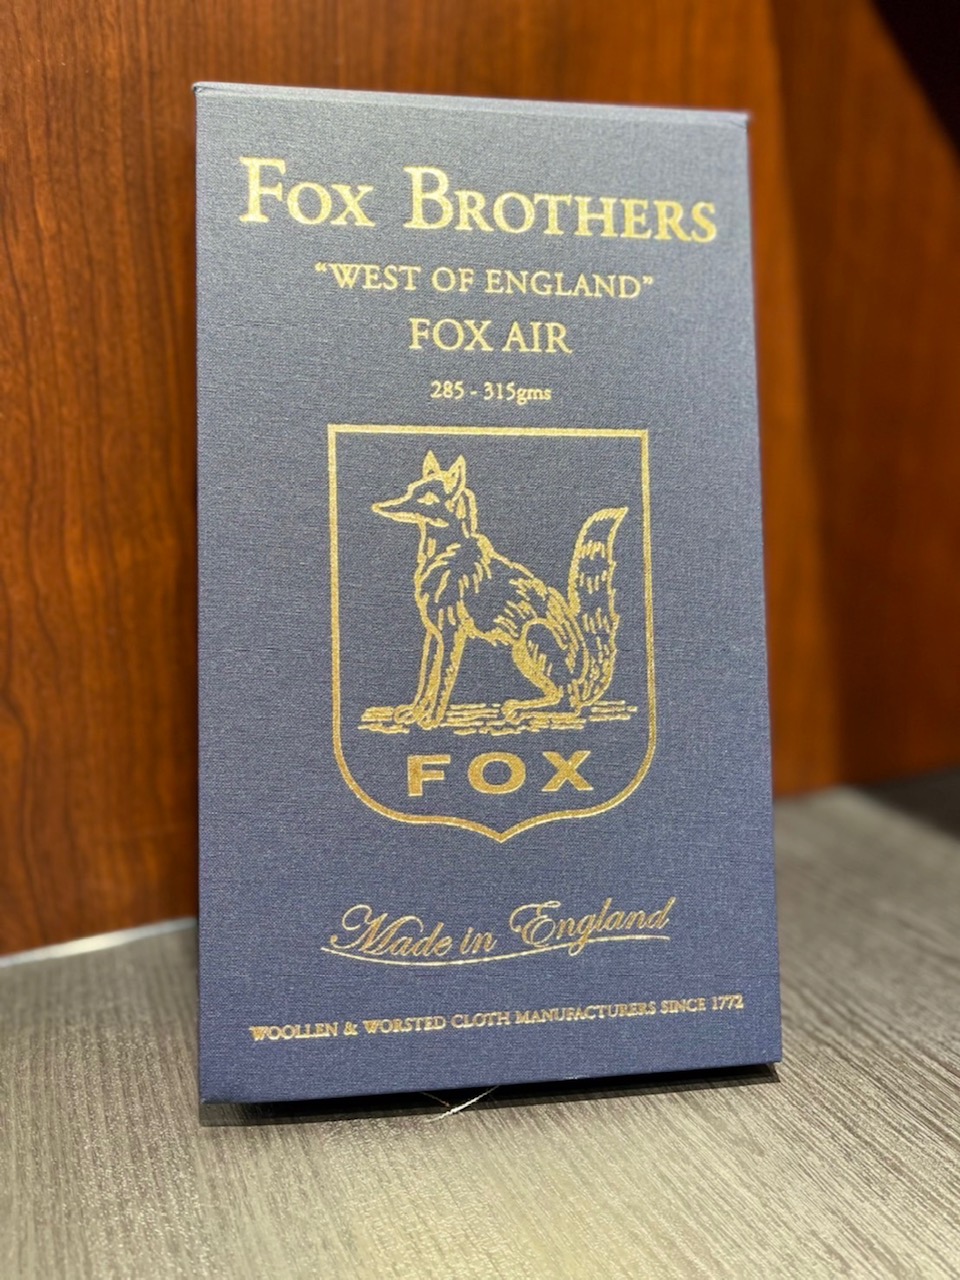 FOX BROTHERS
“WEST OF ENGLAND”
FOX AIR
285 - 315gms
FOX
Made in England
WOOLLEN & WORSTED CLOTH MANUFACTURERS SINCE 1772